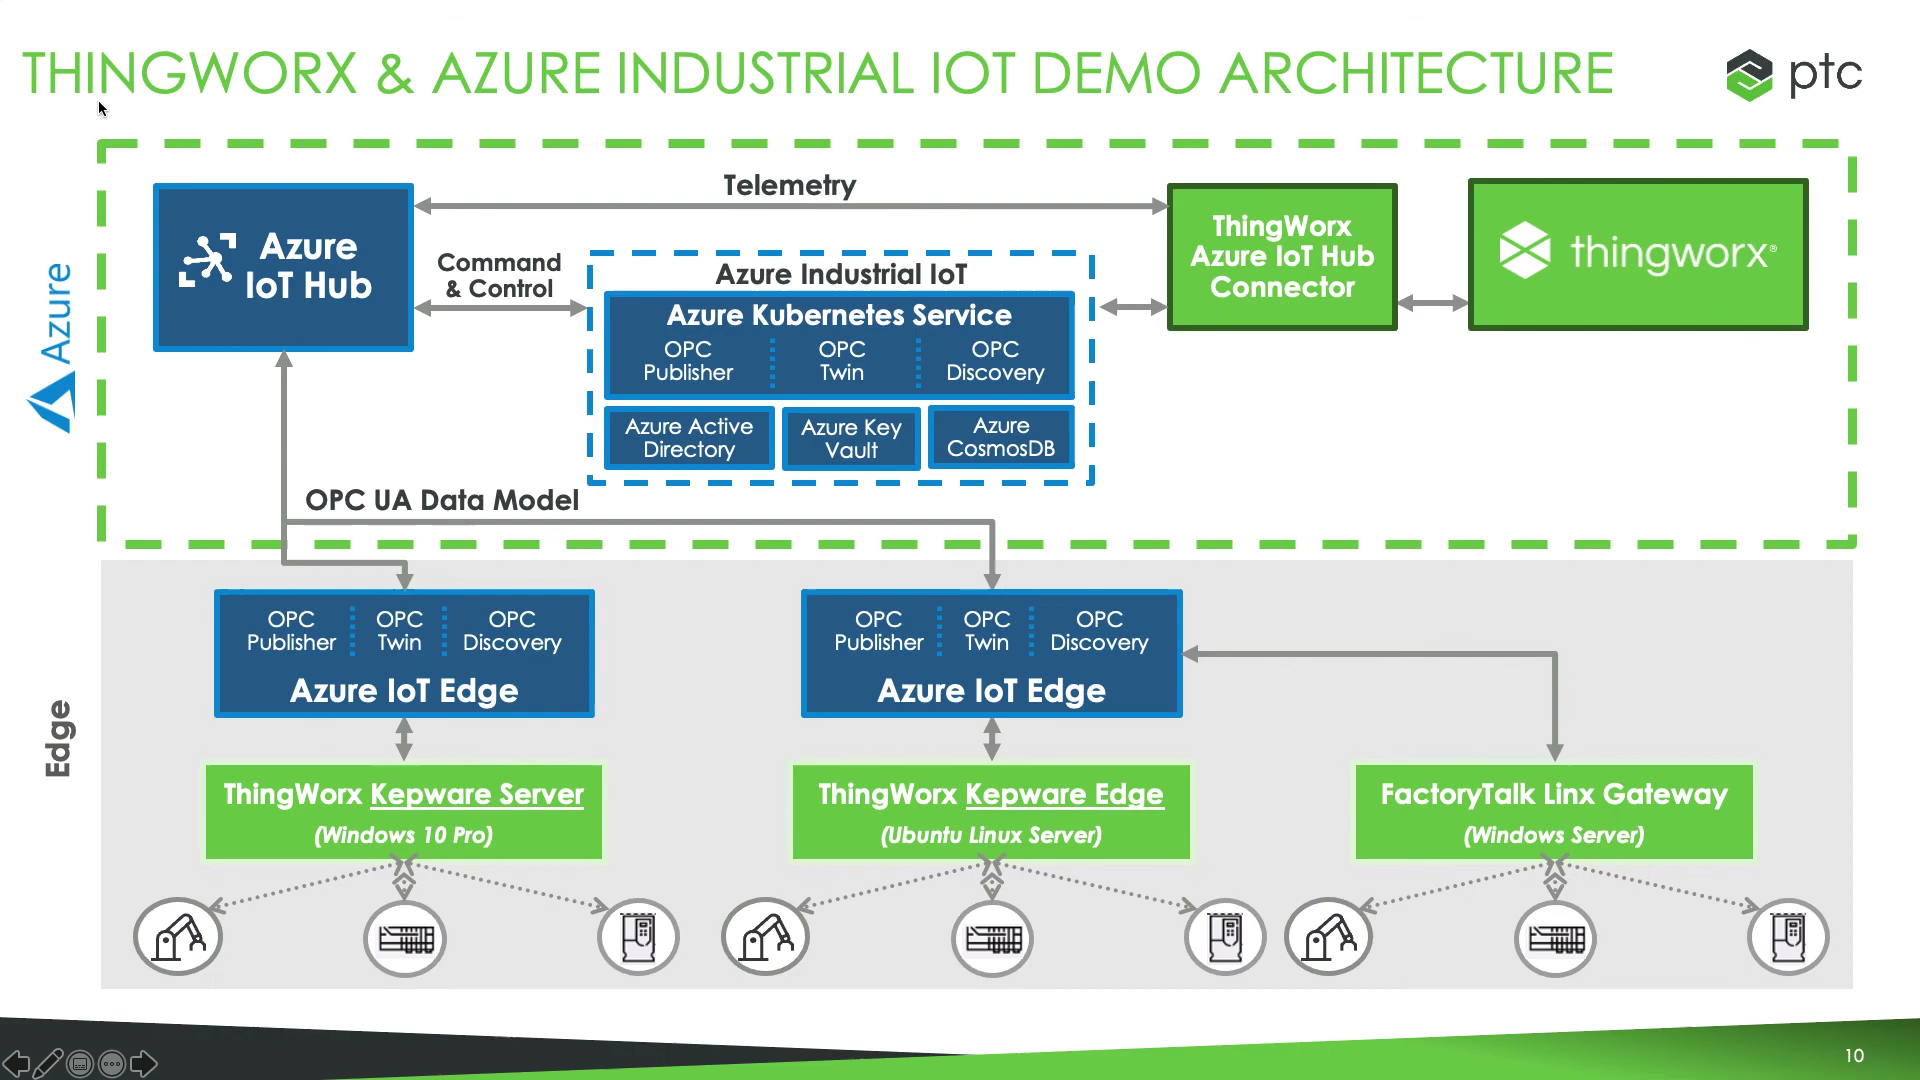 THINGWORX & AZURE INDUSTRIAL IOT DEMO ARCHITECTURE
ptc
Azure
Azure
IoT Hub
Telemetry
Command
& Control
Azure Industrial IoT
Azure Kubernetes Service
OPC
Publisher
OPC
Twin
OPC
Discovery
Azure Active
Directory
Azure Key
Vault
Azure
CosmosDB
ThingWorx
Azure IoT Hub
Connector
thingworx®
OPC UA Data Model
Edge
OPC
Publisher
OPC
Twin
OPC
Discovery
Azure IoT Edge
OPC
Publisher
OPC
Twin
OPC
Discovery
Azure IoT Edge
ThingWorx Kepware Server
(Windows 10 Pro)
ThingWorx Kepware Edge
(Ubuntu Linux Server)
FactoryTalk Linx Gateway
(Windows Server)
10